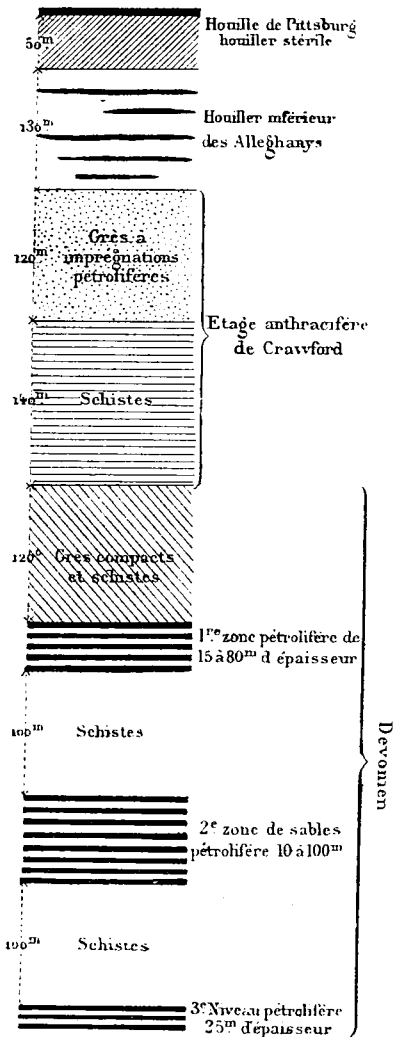 Houille de Pittsburg
houiller stérile
50m
Houiller inférieur
des Alleghanys
130m
Grès à
imprégnations
pétrolifères
120m
Etage anthracifère
de Crawford
Schistes
140m
Grès compacts
et schistes
120
1re zone pétrolifère de
15 à 80m d épaisseur
Schistes
100m
Devonien
2e zone de sables
pétrolifère 10 à 100m
Schistes
100m
3e Niveau pétrolifère
25m d'épaisseur